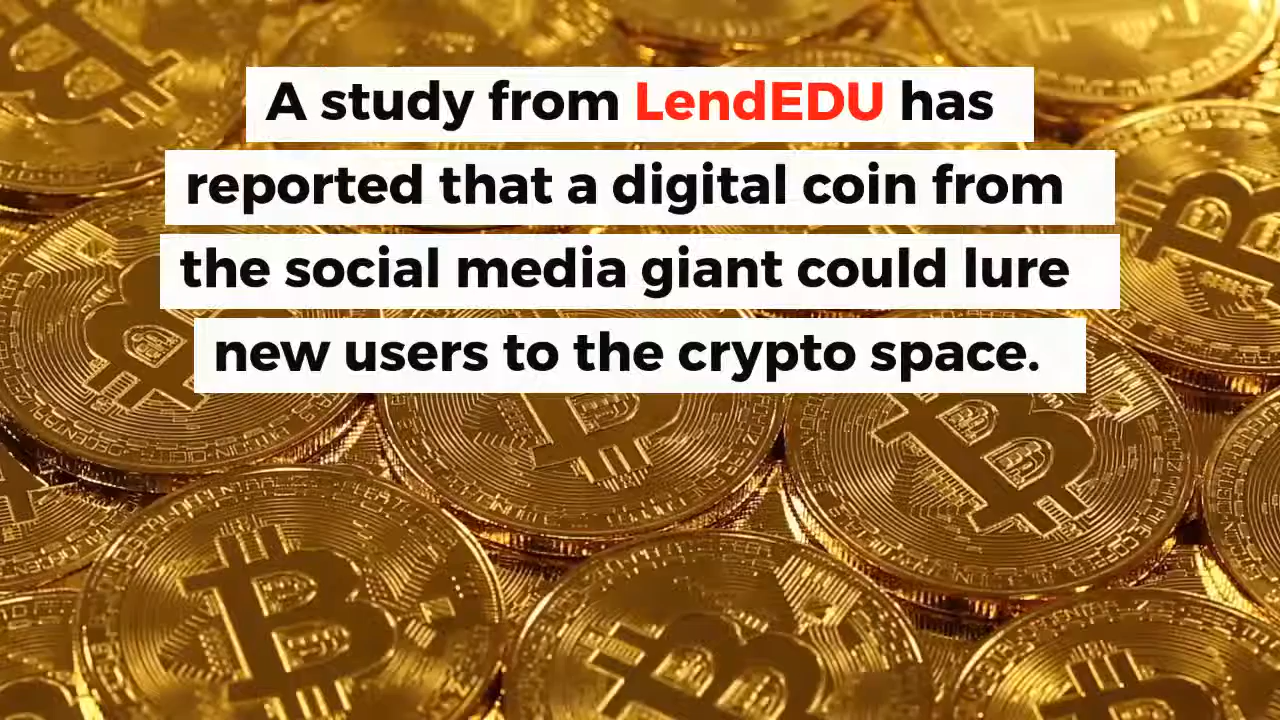 A study from LendEDU has
reported that a digital coin from
the social media giant could lure
new users to the crypto space.